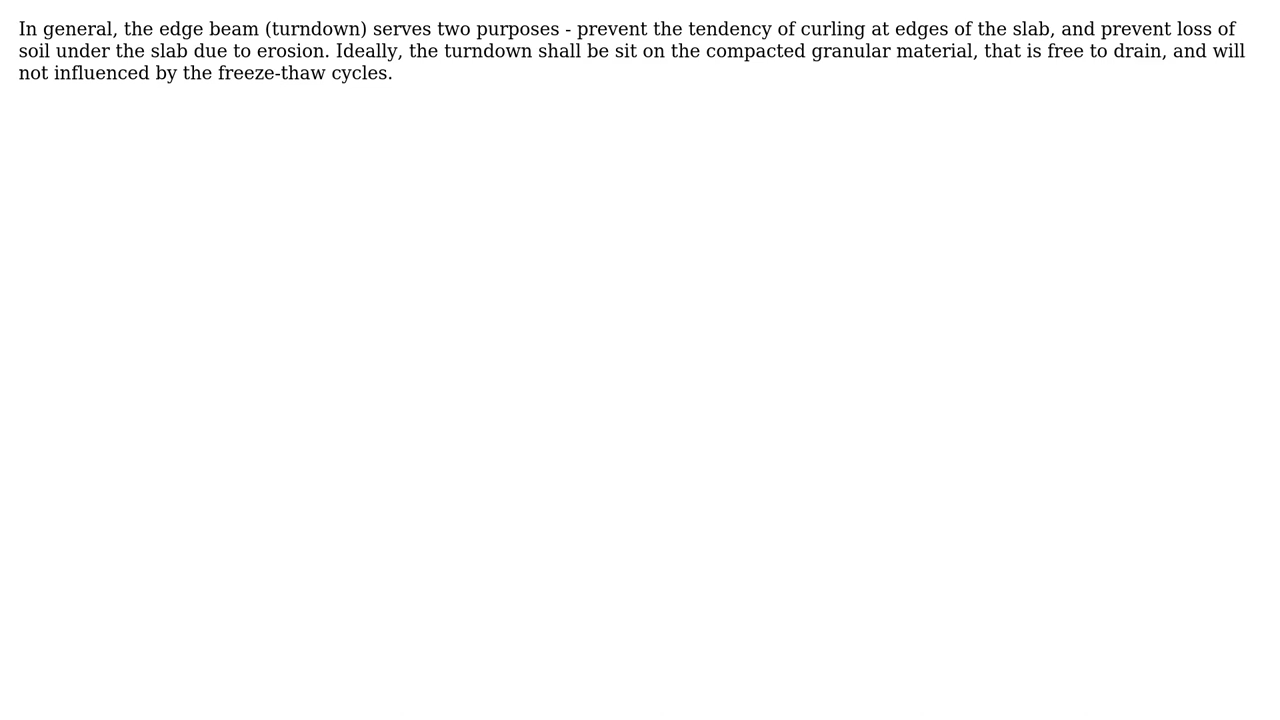 In general, the edge beam (turndown) serves two purposes - prevent the tendency of curling at edges of the slab, and prevent loss of
soil under the slab due to erosion. Ideally, the turndown shall be sit on the compacted granular material, that is free to drain, and will
not influenced by the freeze-thaw cycles.